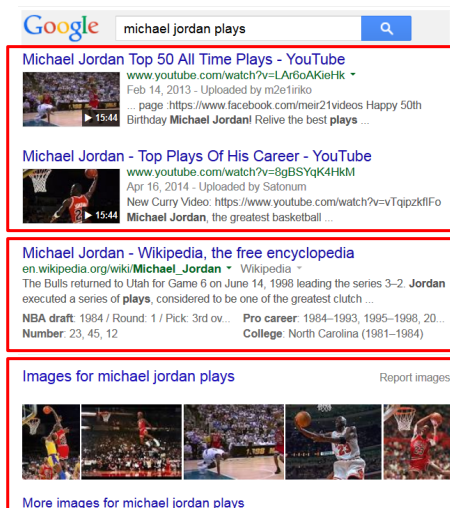 Google michael jordan plays
Michael Jordan Top 50 All Time Plays - YouTube
www.youtube.com/watch?v=LAr6oAKieHk
Feb 14, 2013 - Uploaded by m2e1iriko
... page :https://www.facebook.com/meir21videos Happy 50th
15:44 Birthday Michael Jordan! Relive the best plays ...
Michael Jordan - Top Plays Of His Career - YouTube
www.youtube.com/watch?v=8gBSYqK4HkM
Apr 16, 2014 - Uploaded by Satonum
New Curry Video: https://www.youtube.com/watch?v=vTqipzkflFo
15:44 Michael Jordan, the greatest basketball ...
Michael Jordan - Wikipedia, the free encyclopedia
en.wikipedia.org/wiki/Michael_Jordan Wikipedia
The Bulls returned to Utah for Game 6 on June 14, 1998 leading the series 3–2. Jordan
executed a series of plays, considered to be one of the greatest clutch ...
NBA draft: 1984 / Round: 1 / Pick: 3rd ov... Pro career: 1984–1993, 1995–1998, 20...
Number: 23, 45, 12 College: North Carolina (1981–1984)
Images for michael jordan plays Report images
More images for michael jordan plays